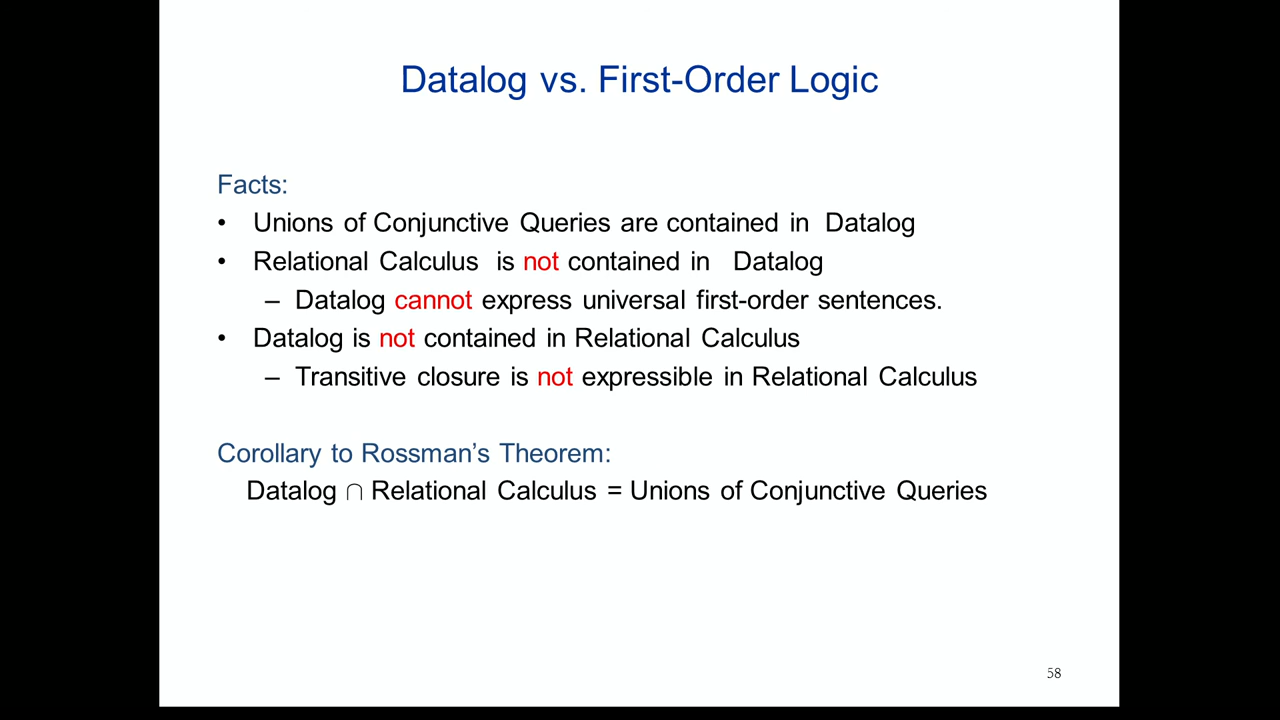 Datalog vs. First-Order Logic
Facts:
• Unions of Conjunctive Queries are contained in Datalog
• Relational Calculus is not contained in Datalog
– Datalog cannot express universal first-order sentences.
• Datalog is not contained in Relational Calculus
– Transitive closure is not expressible in Relational Calculus
Corollary to Rossman’s Theorem:
Datalog ∩ Relational Calculus = Unions of Conjunctive Queries
58